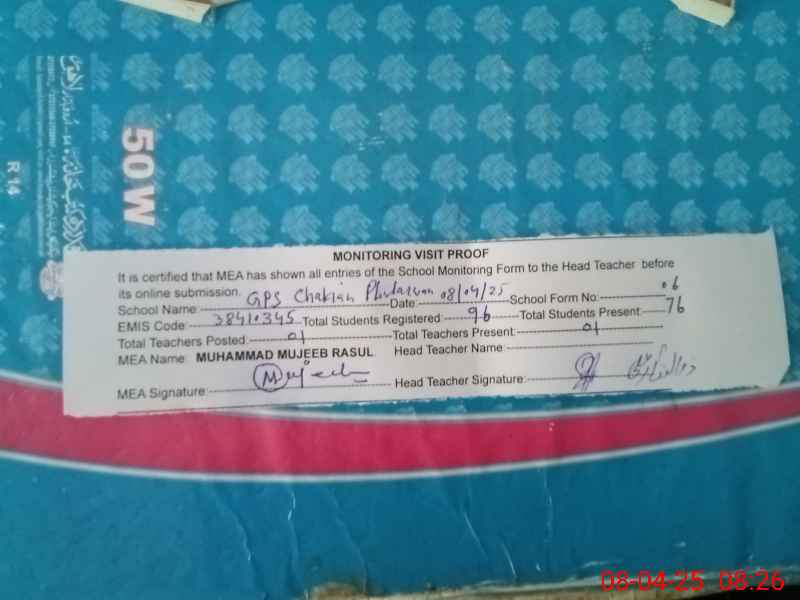 50W
R 14
MONITORING VISIT PROOF
It is certified that MEA has shown all entries of the School Monitoring Form to the Head Teacher before
its online submission.
School Name: GPS Chakian Phularwan Date: 08/04/25 School Form No: 06
EMIS Code: 38410345 Total Students Registered: 96 Total Students Present: 76
Total Teachers Posted: 01 Total Teachers Present: 01
MEA Name: MUHAMMAD MUJEEB RASUL Head Teacher Name:
MEA Signature: Mujeeb Head Teacher Signature:
08-04-25 08:26